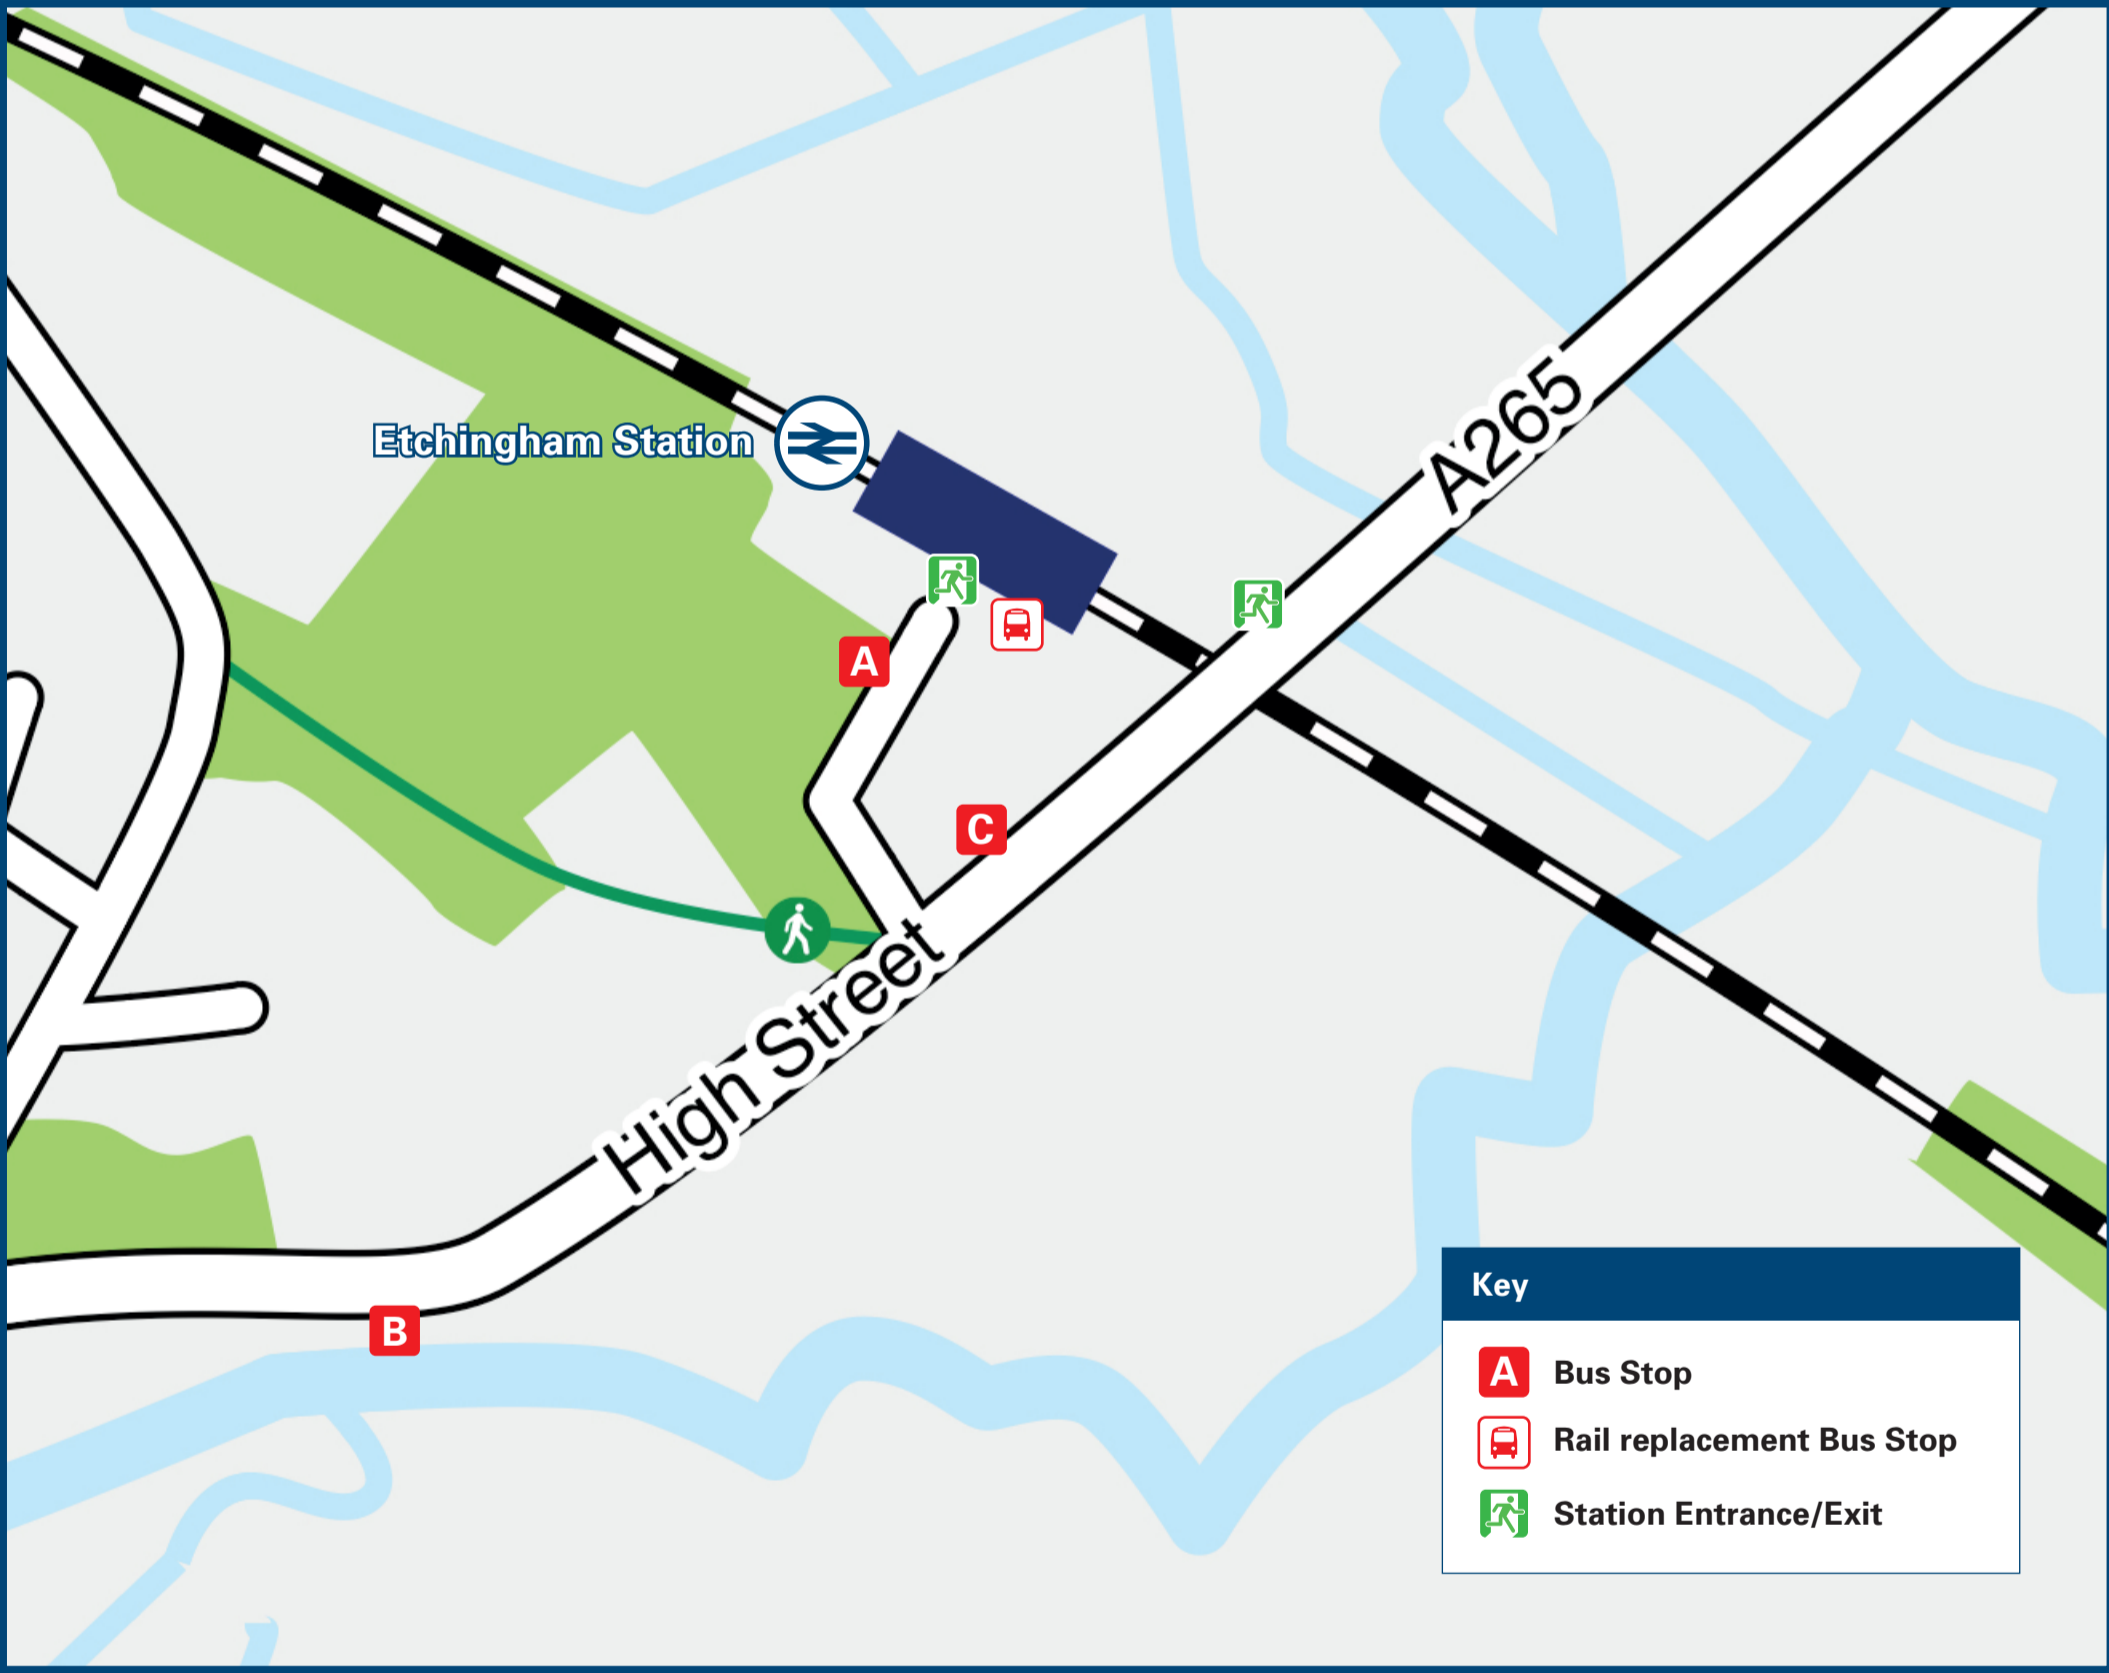 Etchingham Station
A265
A
C
High Street
B
Key
A Bus Stop
Rail replacement Bus Stop
Station Entrance/Exit